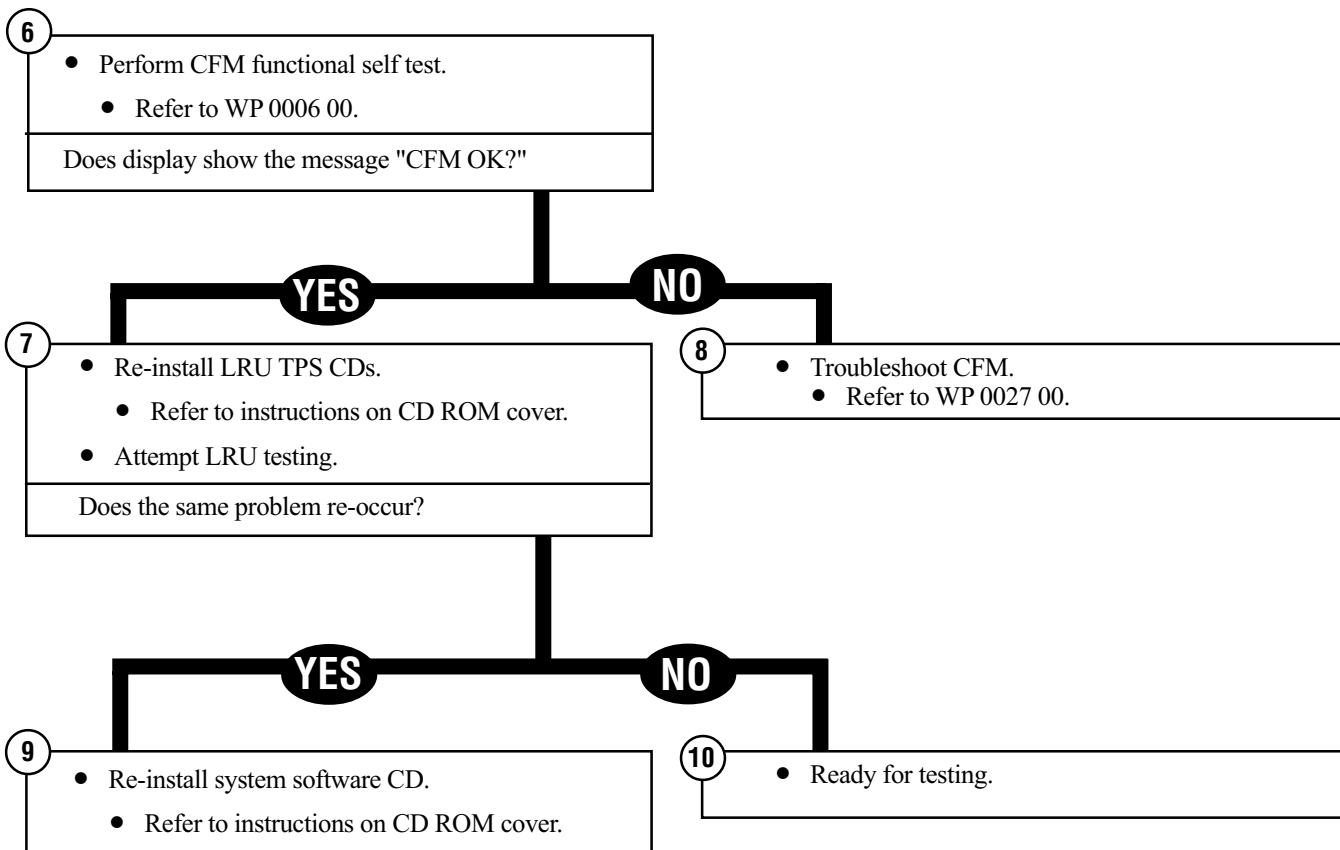 6
• Perform CFM functional self test.
• Refer to WP 0006 00.
Does display show the message "CFM OK?"
YES
NO
7
• Re-install LRU TPS CDs.
• Refer to instructions on CD ROM cover.
• Attempt LRU testing.
Does the same problem re-occur?
8
• Troubleshoot CFM.
• Refer to WP 0027 00.
YES
NO
9
• Re-install system software CD.
• Refer to instructions on CD ROM cover.
10
• Ready for testing.